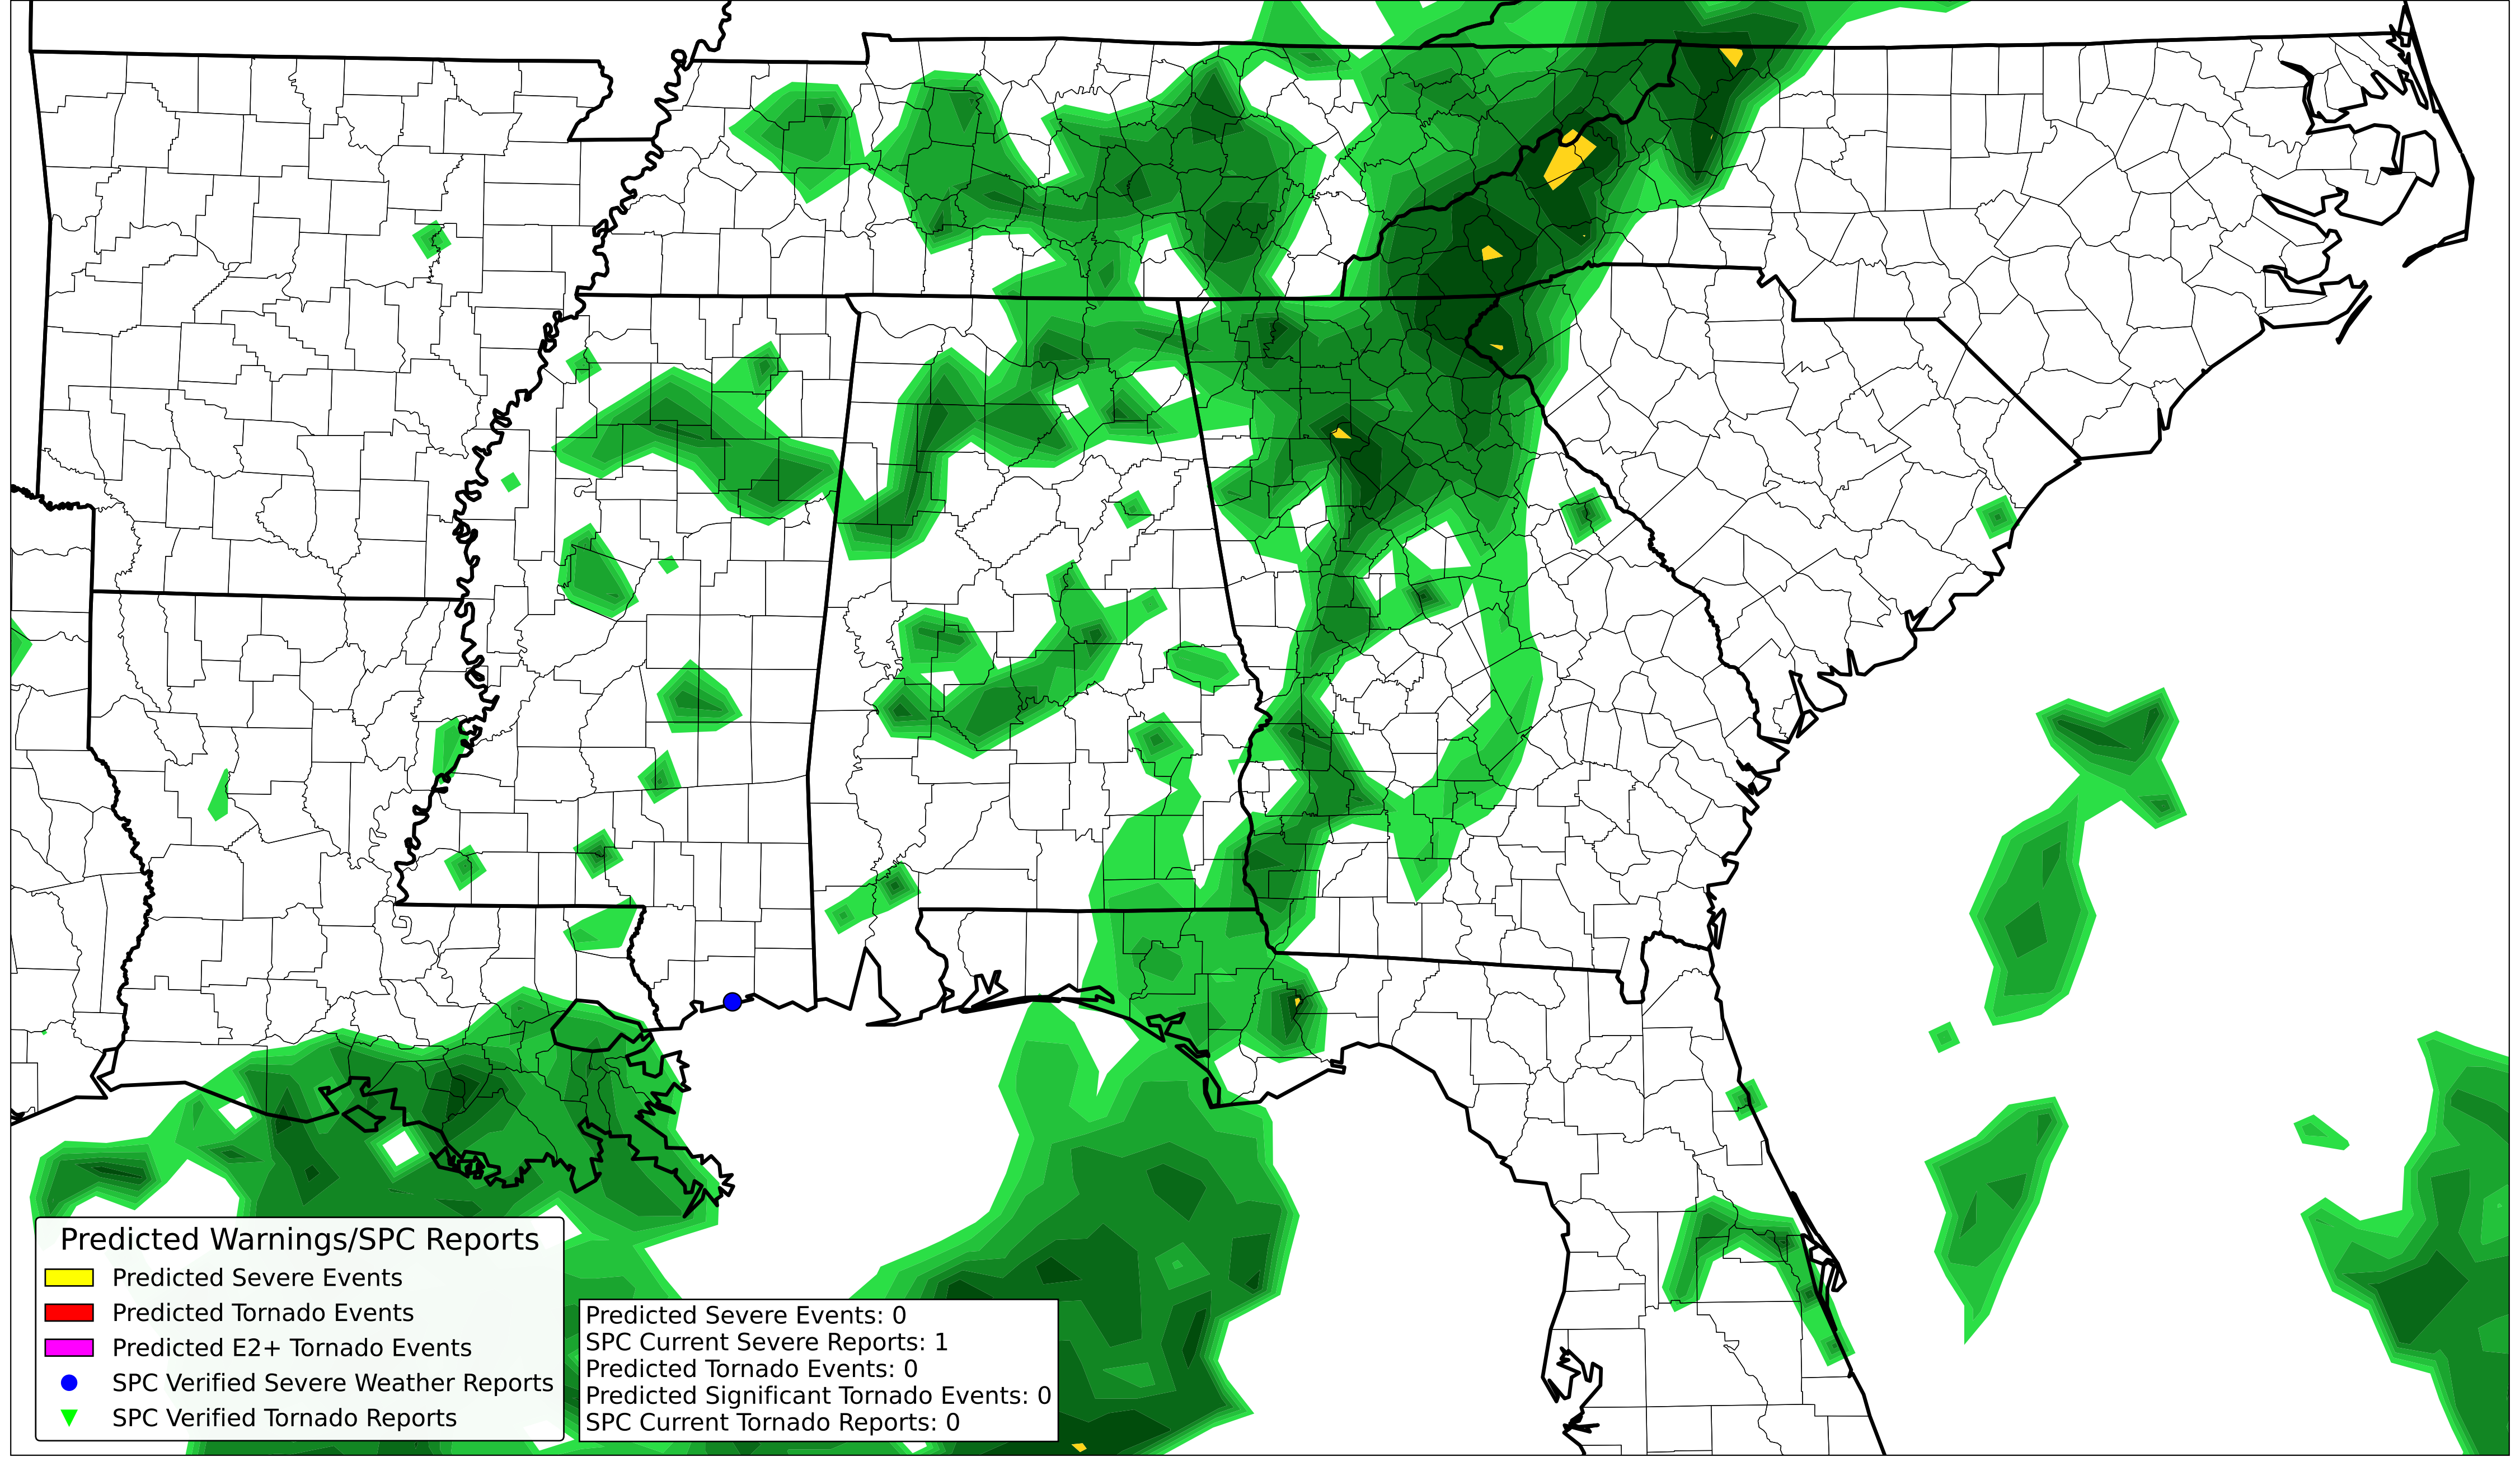 Predicted Warnings/SPC Reports
Predicted Severe Events
Predicted Tornado Events
Predicted E2+ Tornado Events
SPC Verified Severe Weather Reports
SPC Verified Tornado Reports
Predicted Severe Events: 0
SPC Current Severe Reports: 1
Predicted Tornado Events: 0
Predicted Significant Tornado Events: 0
SPC Current Tornado Reports: 0